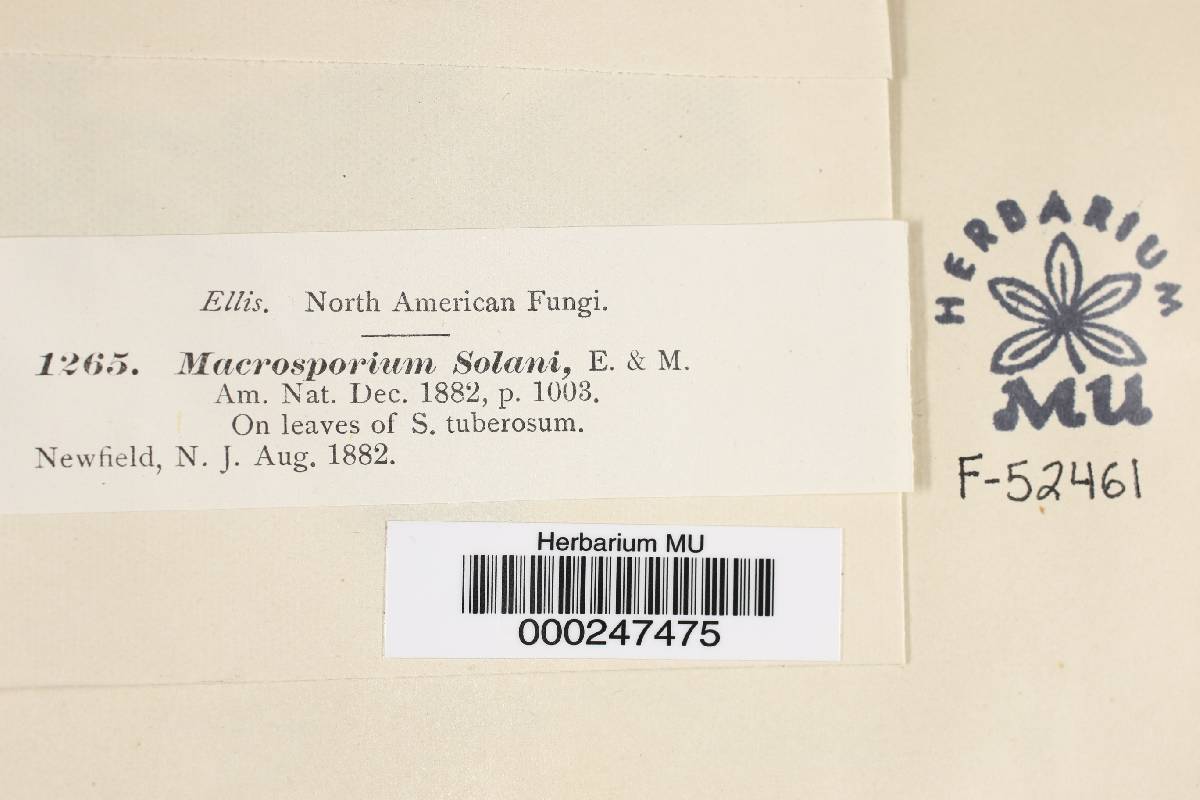 Ellis. North American Fungi.
1265. Macrosporium Solani, E. & M.
Am. Nat. Dec. 1882, p. 1003.
On leaves of S. tuberosum.
Newfield, N. J. Aug. 1882.
HERBARIUM
MU
F-52461
Herbarium MU
000247475